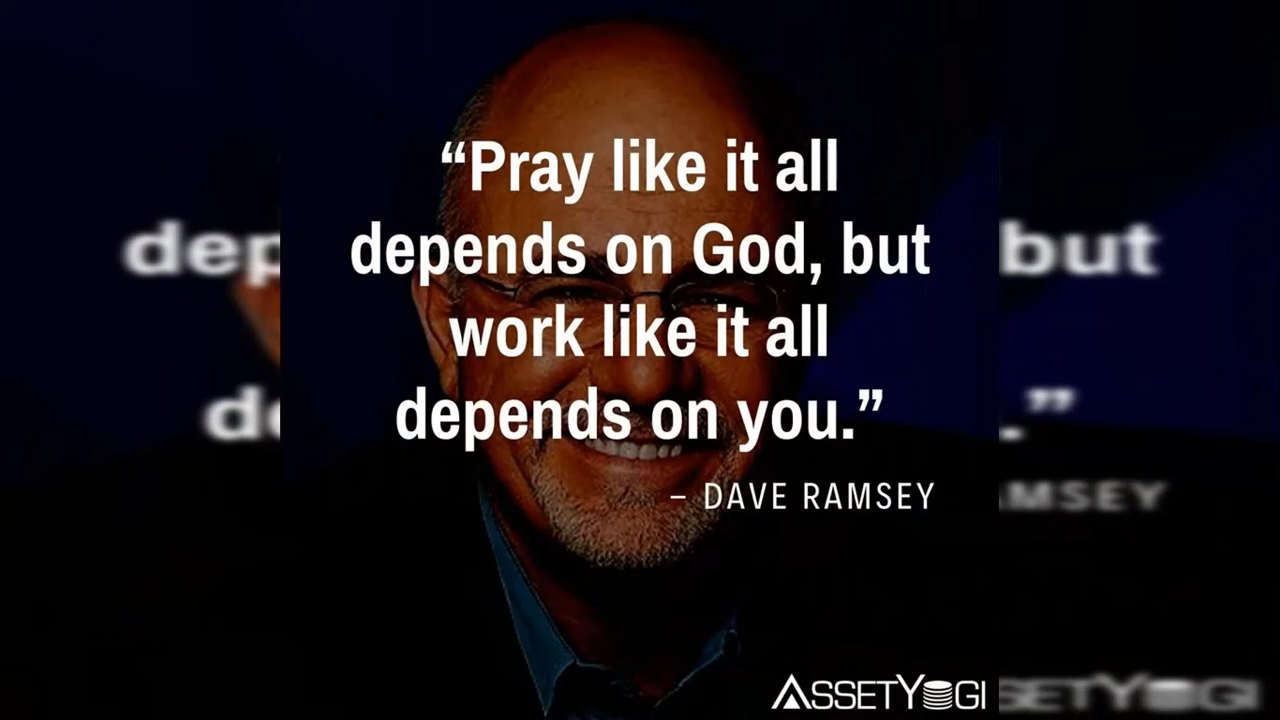 “Pray like it all
depends on God, but
work like it all
depends on you.”
– DAVE RAMSEY
ASSETYOGI